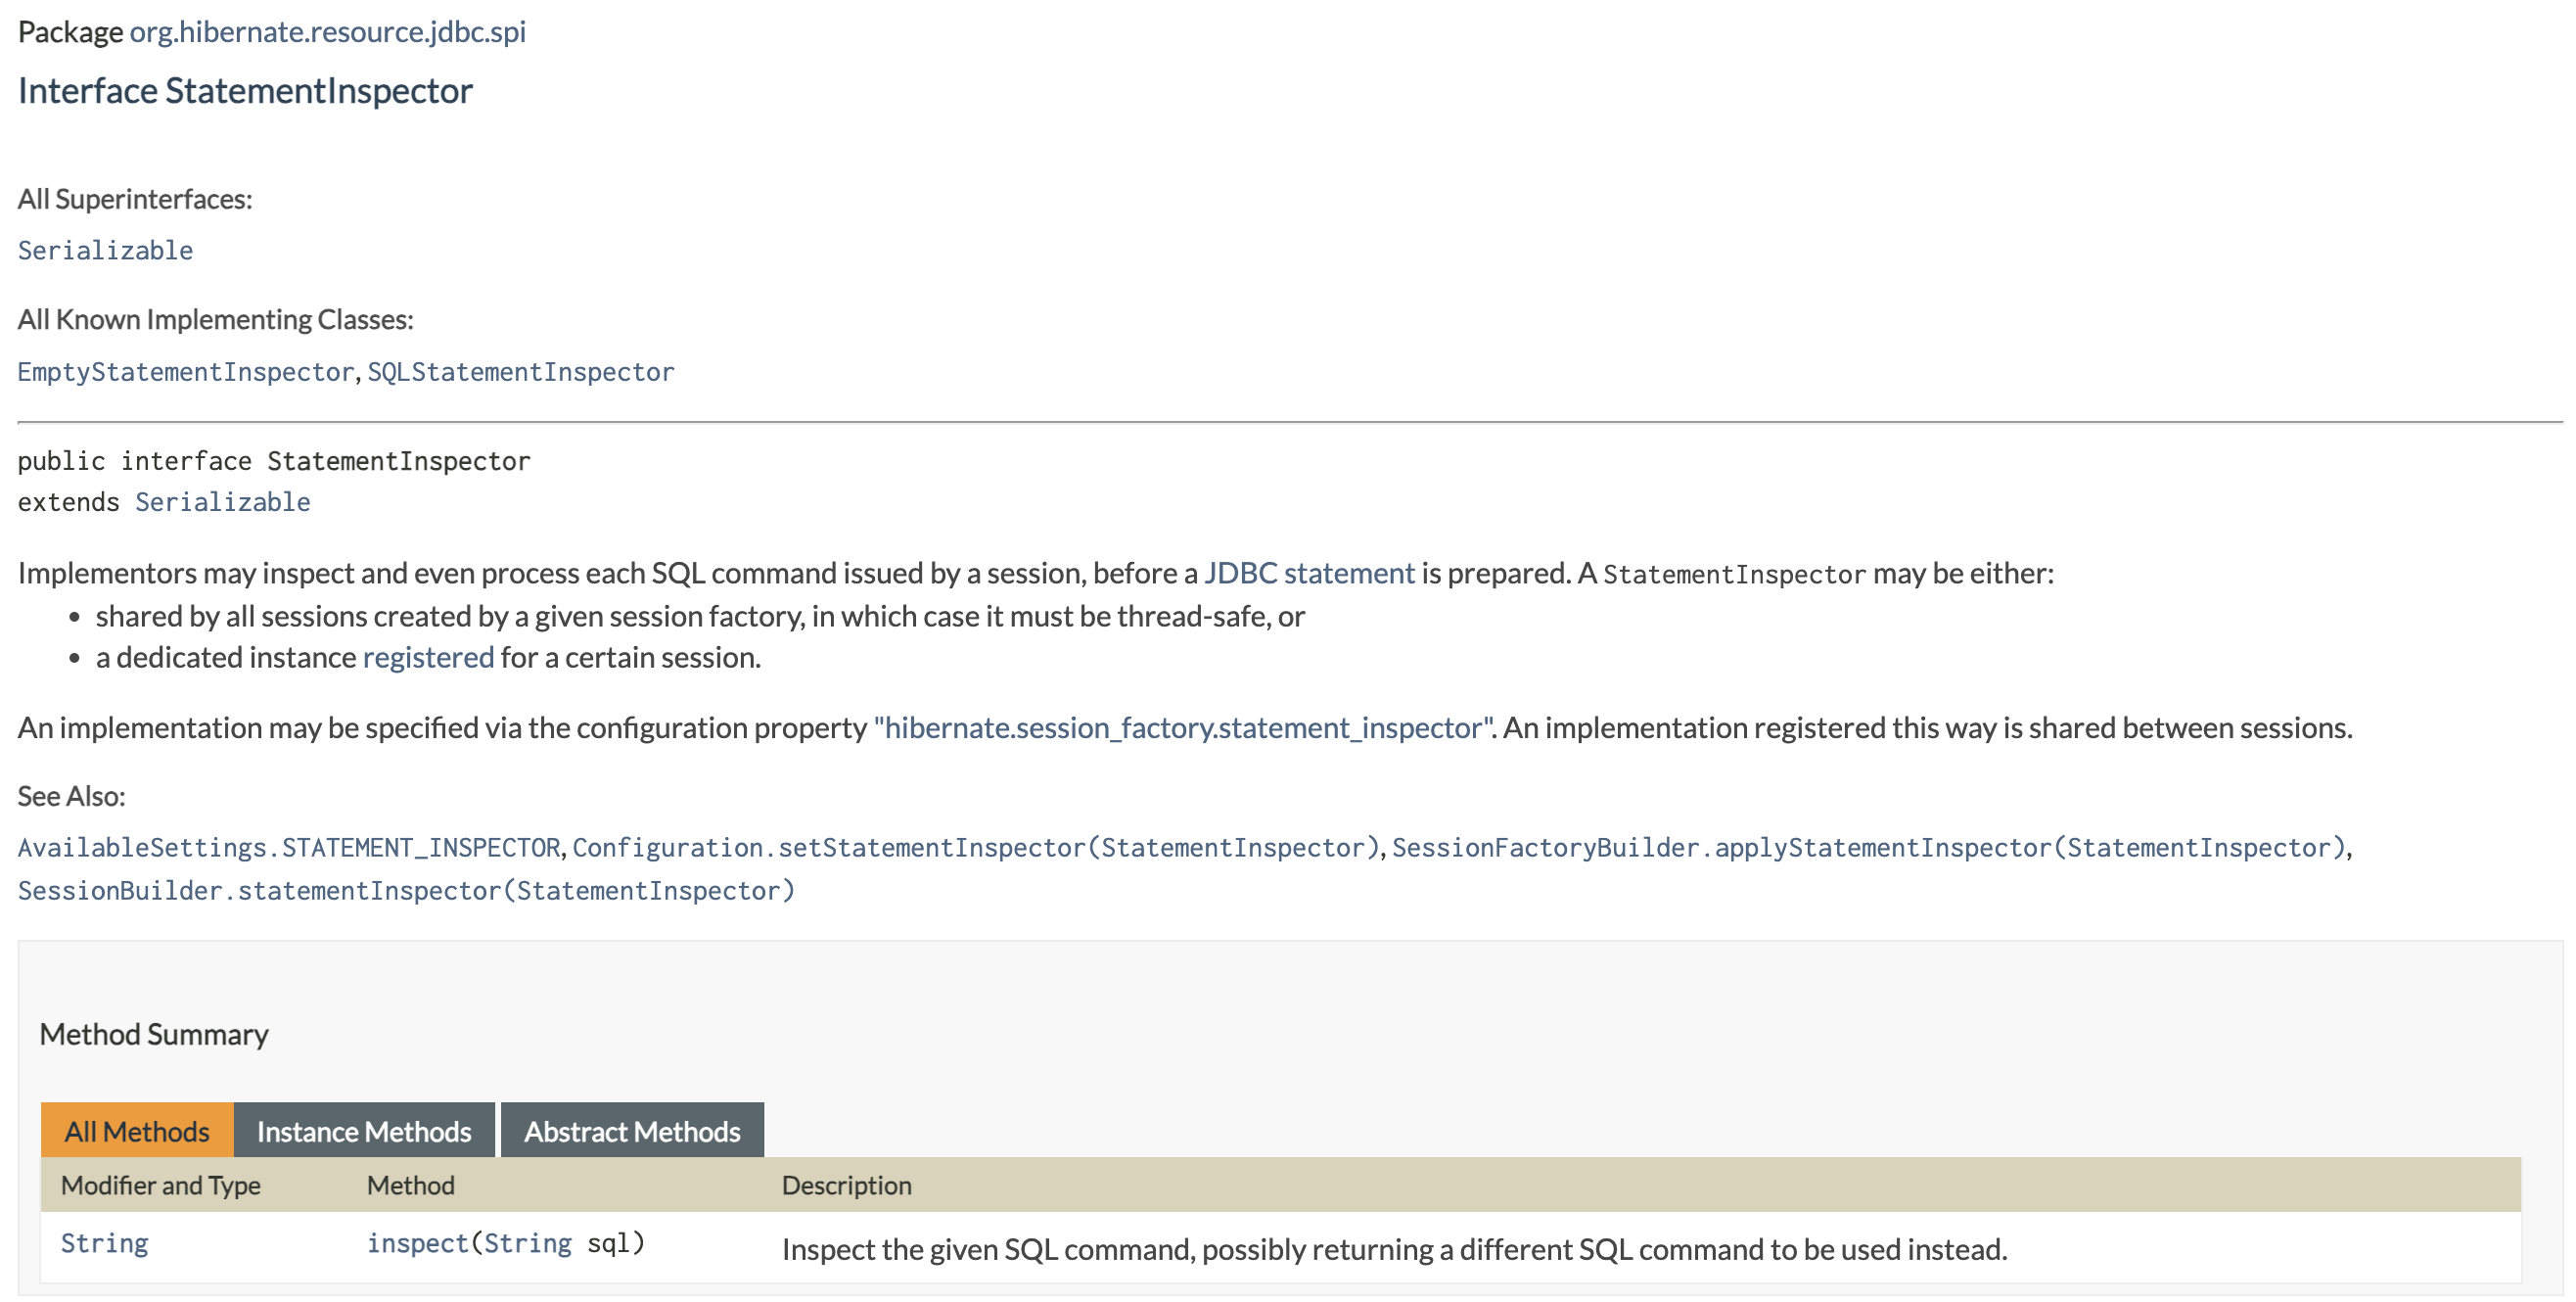 Package org.hibernate.resource.jdbc.spi
Interface StatementInspector
All Superinterfaces:
Serializable
All Known Implementing Classes:
EmptyStatementInspector, SQLStatementInspector
public interface StatementInspector
extends Serializable
Implementors may inspect and even process each SQL command issued by a session, before a JDBC statement is prepared. A StatementInspector may be either:
• shared by all sessions created by a given session factory, in which case it must be thread-safe, or
• a dedicated instance registered for a certain session.
An implementation may be specified via the configuration property "hibernate.session_factory.statement_inspector". An implementation registered this way is shared between sessions.
See Also:
AvailableSettings.STATEMENT_INSPECTOR, Configuration.setStatementInspector(StatementInspector), SessionFactoryBuilder.applyStatementInspector(StatementInspector),
SessionBuilder.statementInspector(StatementInspector)
Method Summary
All Methods Instance Methods Abstract Methods
Modifier and Type Method Description
String inspect(String sql) Inspect the given SQL command, possibly returning a different SQL command to be used instead.